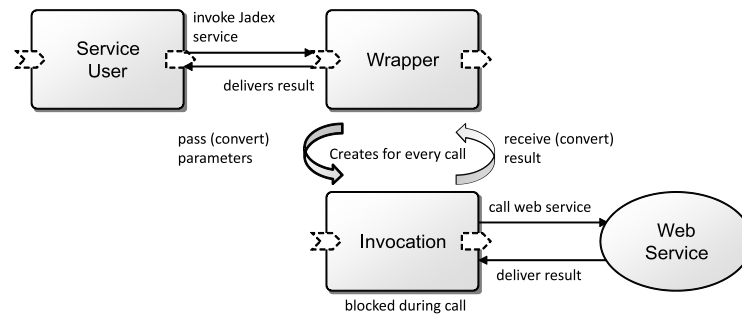 invoke Jadex
service
Service
User
Wrapper
delivers result
pass (convert)
parameters
Creates for every call
receive (convert)
result
call web service
Invocation
Web
Service
deliver result
blocked during call